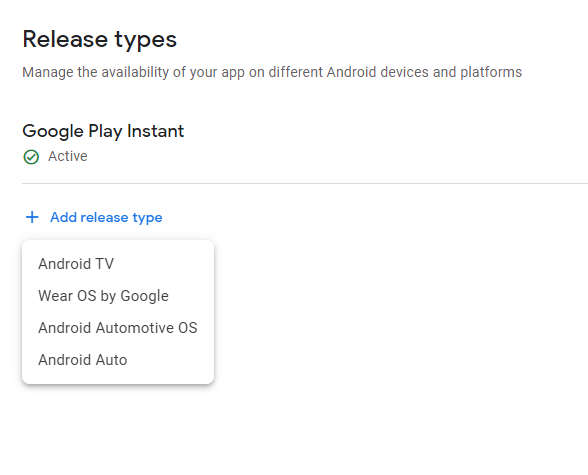 Release types
Manage the availability of your app on different Android devices and platforms
Google Play Instant
Active
Add release type
Android TV
Wear OS by Google
Android Automotive OS
Android Auto